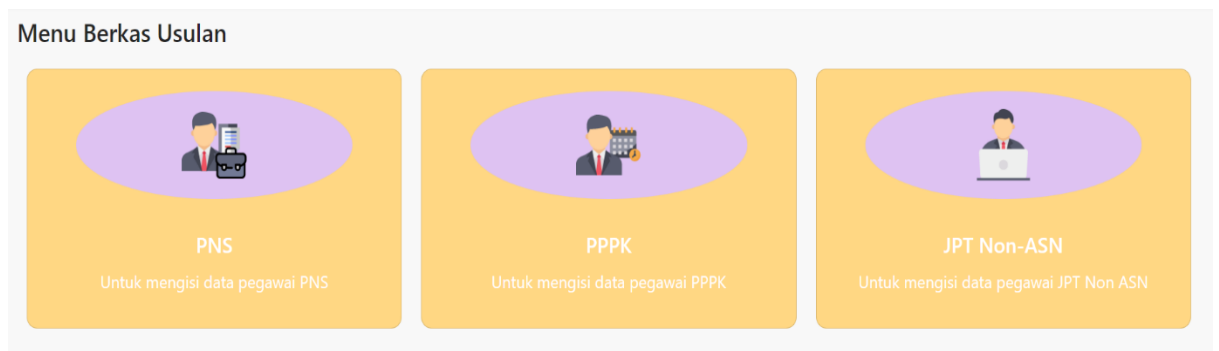 Menu Berkas Usulan
PNS
Untuk mengisi data pegawai PNS
PPPK
Untuk mengisi data pegawai PPPK
JPT Non-ASN
Untuk mengisi data pegawai JPT Non ASN